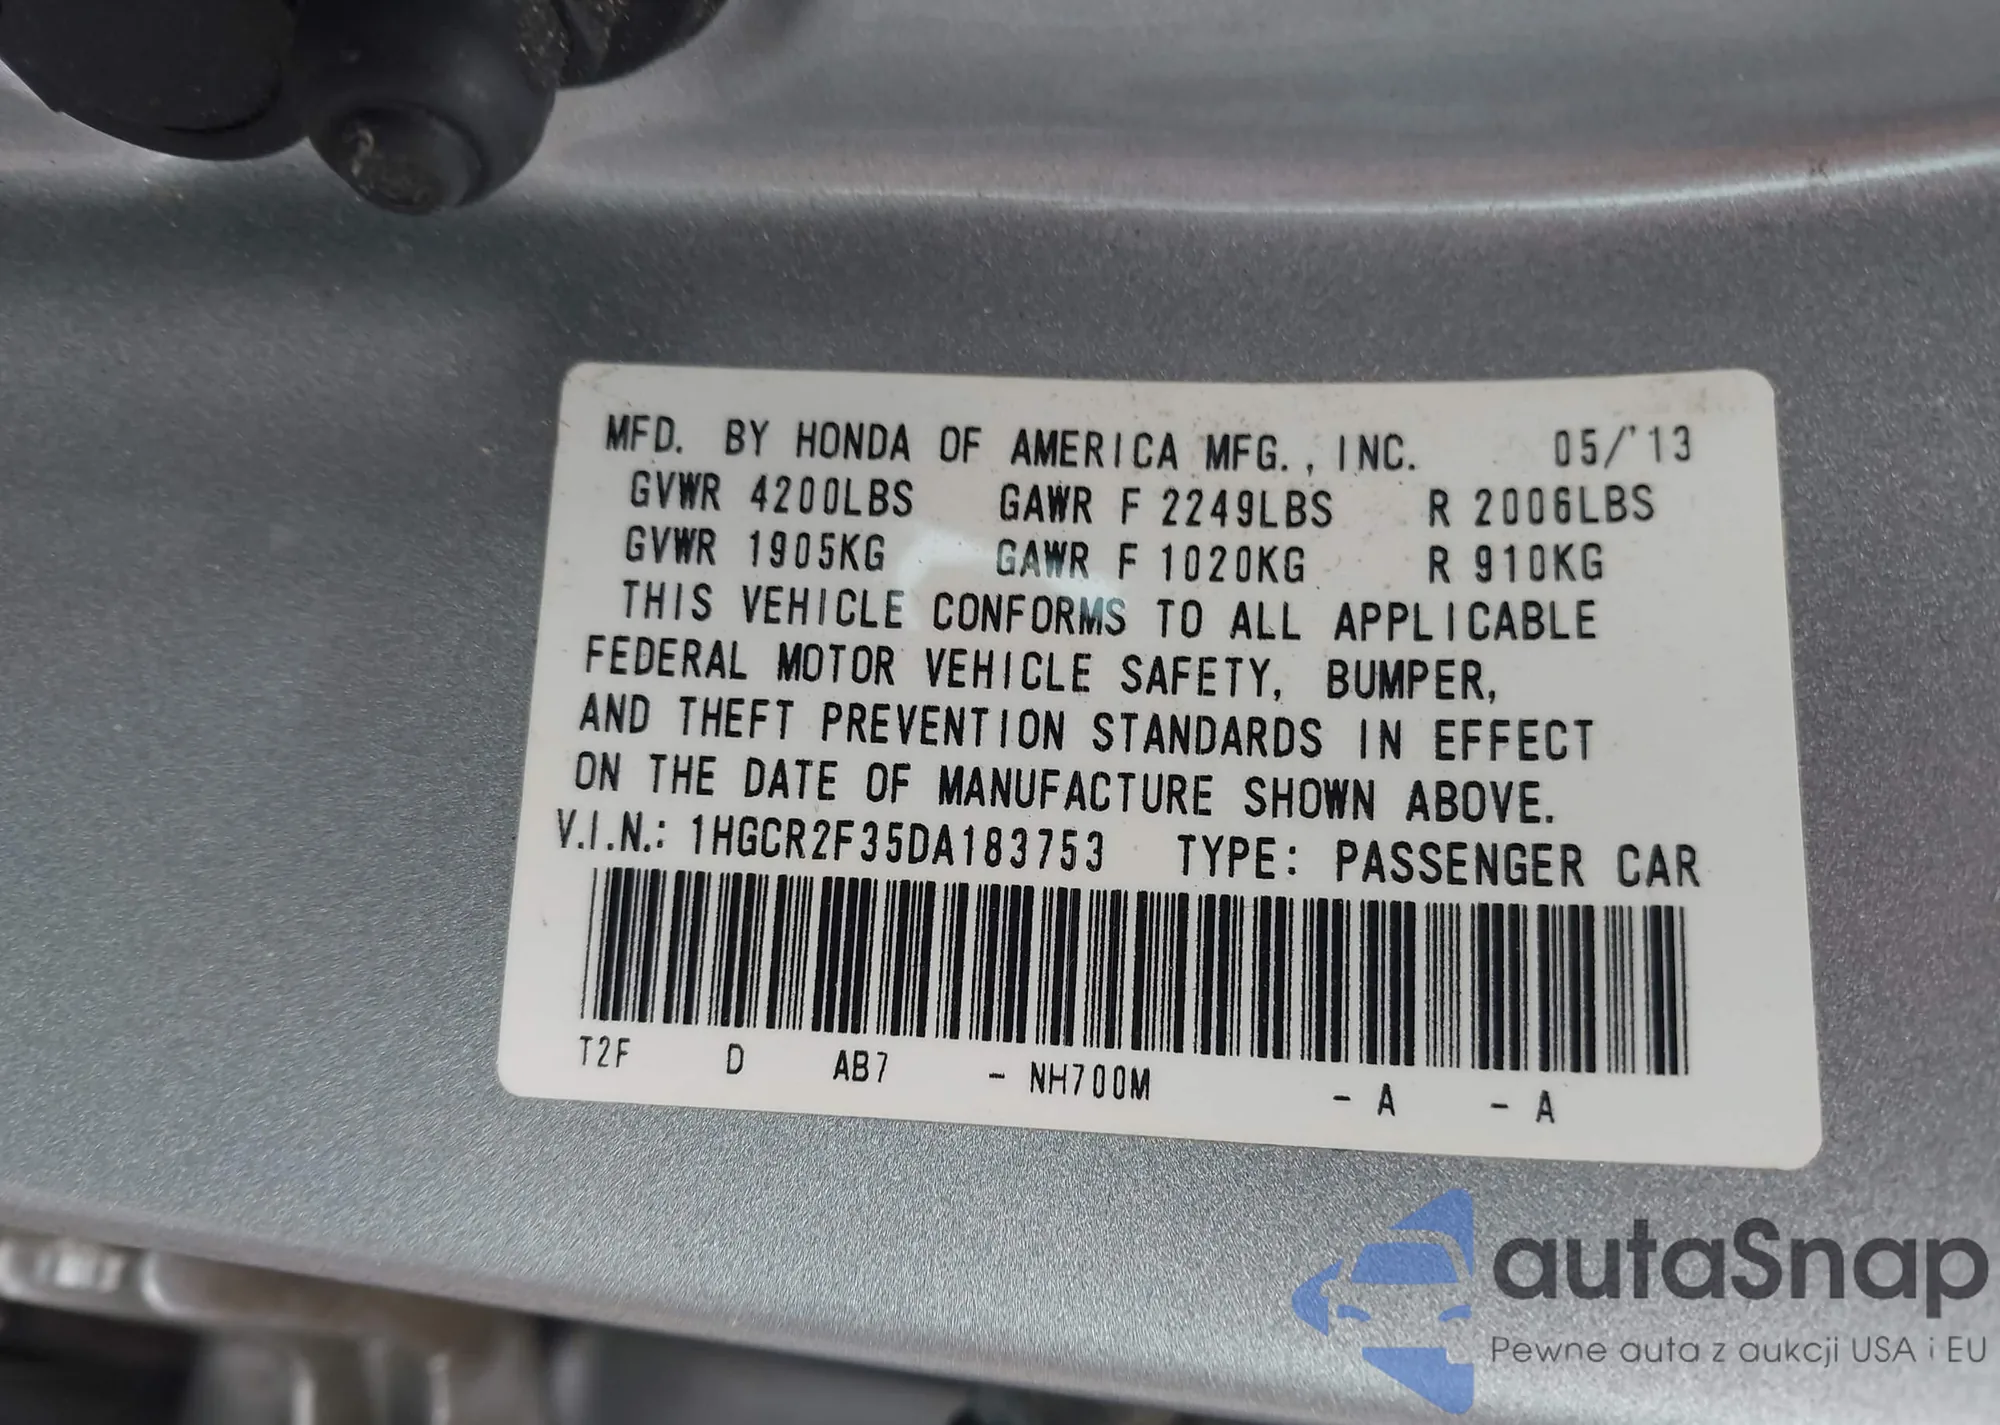 MFD. BY HONDA OF AMERICA MFG., INC. 05/'13
GVWR 4200LBS GAWR F 2249LBS R 2006LBS
GVWR 1905KG GAWR F 1020KG R 910KG
THIS VEHICLE CONFORMS TO ALL APPLICABLE
FEDERAL MOTOR VEHICLE SAFETY, BUMPER,
AND THEFT PREVENTION STANDARDS IN EFFECT
ON THE DATE OF MANUFACTURE SHOWN ABOVE.
V.I.N.: 1HGCR2F35DA183753 TYPE: PASSENGER CAR
T2F D AB7 - NH700M - A - A
autaSnap
Pewne auta z aukcji USA i EU